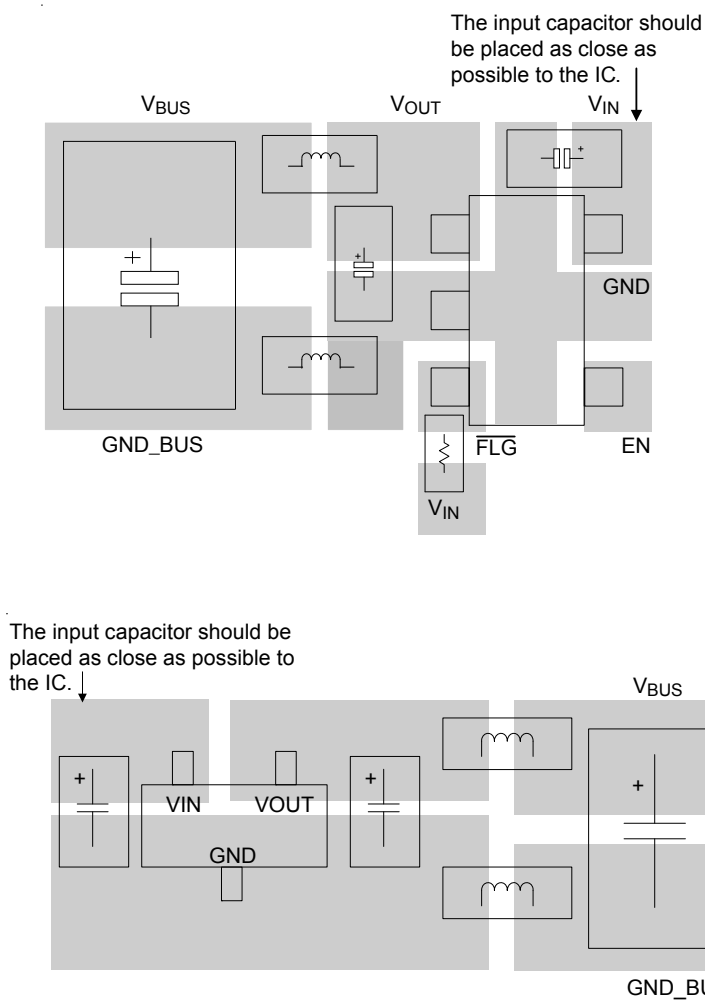 The input capacitor should
be placed as close as
possible to the IC.
VBUS
VOUT
VIN
GND
GND_BUS
FLG
EN
VIN
The input capacitor should be
placed as close as possible to
the IC.
VBUS
VIN
VOUT
GND